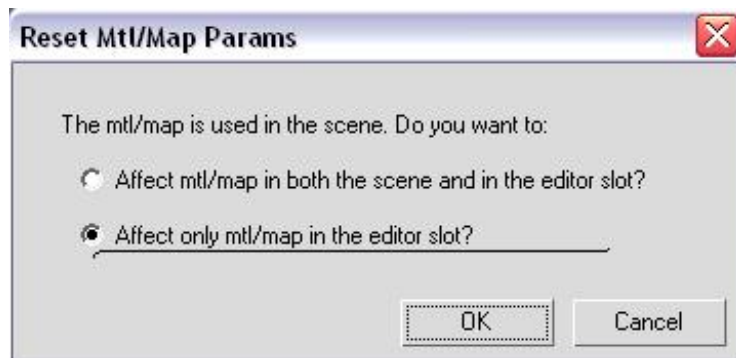 Reset Mtl/Map Params
The mtl/map is used in the scene. Do you want to:
Affect mtl/map in both the scene and in the editor slot?
Affect only mtl/map in the editor slot?
OK Cancel